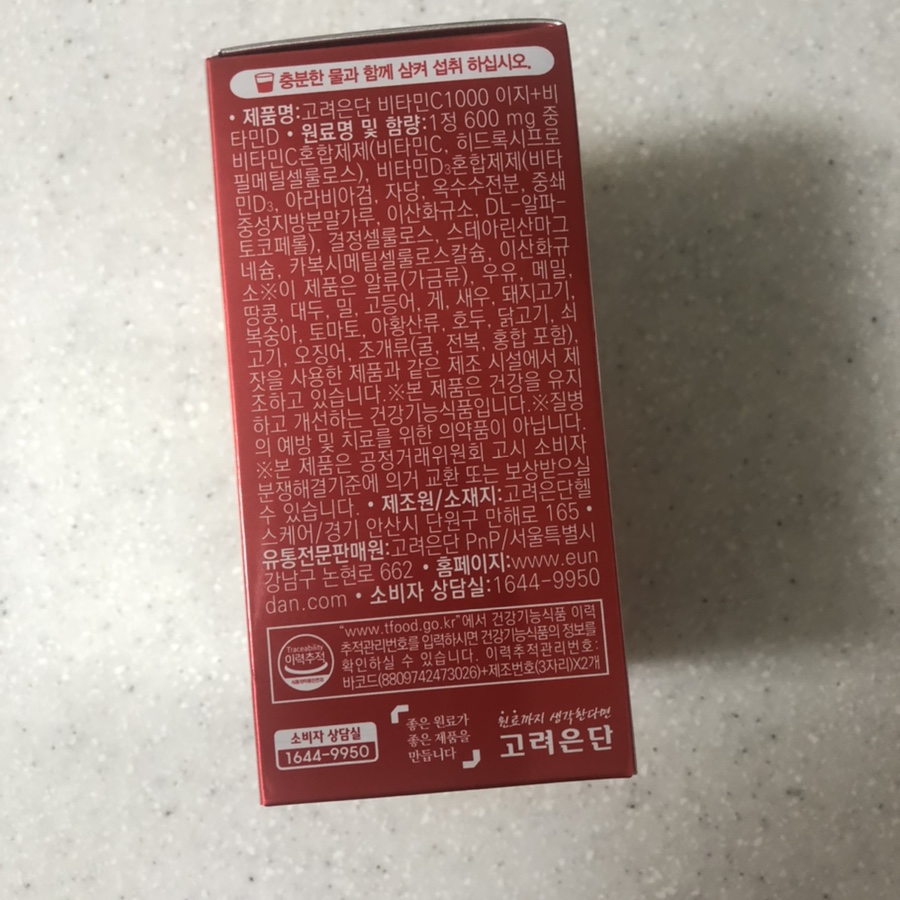 충분한 물과 함께 삼켜 섭취 하십시오.
• 제품명:고려은단 비타민C1000 이지+비
타민D • 원료명 및 함량:1정 600 mg 중
비타민C혼합제제(비타민C, 히드록시프로
필메틸셀룰로스), 비타민D₃혼합제제(비타
민D₃, 아라비아검, 자당, 옥수수전분, 중쇄
중성지방분말가루, 이산화규소, DL-알파-
토코페롤), 결정셀룰로스, 스테아린산마그
네슘, 카복시메틸셀룰로스칼슘, 이산화규
소※이 제품은 알류(가금류), 우유, 메밀,
땅콩, 대두, 밀, 고등어, 게, 새우, 돼지고기,
복숭아, 토마토, 아황산류, 호두, 닭고기, 쇠
고기, 오징어, 조개류(굴, 전복, 홍합 포함),
잣을 사용한 제품과 같은 제조 시설에서 제
조하고 있습니다.※본 제품은 건강을 유지
하고 개선하는 건강기능식품입니다.※질병
의 예방 및 치료를 위한 의약품이 아닙니다.
※본 제품은 공정거래위원회 고시 소비자
분쟁해결기준에 의거 교환 또는 보상받으실
수 있습니다. • 제조원/소재지:고려은단헬
스케어/경기 안산시 단원구 만해로 165 •
유통전문판매원:고려은단 PnP/서울특별시
강남구 논현로 662 • 홈페이지:www.eun
dan.com • 소비자 상담실:1644-9950
Traceability
이력추적
"www.tfood.go.kr"에서 건강기능식품 이력
추적관리번호를 입력하시면 건강기능식품의 정보를
확인하실 수 있습니다. 이력추적관리번호:
바코드(8809742473026)+제조번호(3자리)X2개
소비자 상담실
1644-9950
좋은 원료가
좋은 제품을
만듭니다
원료까지 생각한다면
고려은단